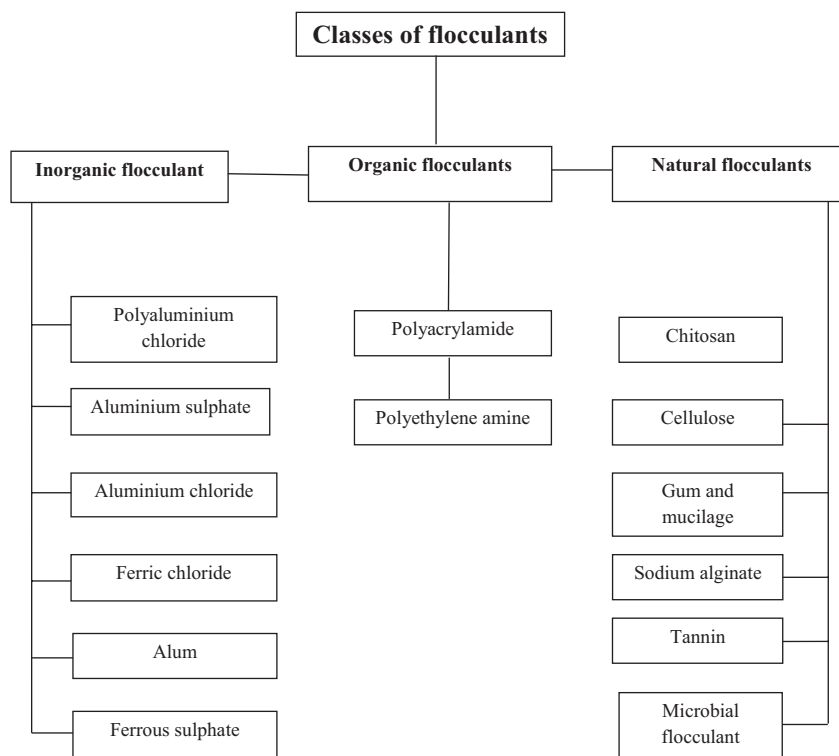 Classes of flocculants
Inorganic flocculant
Organic flocculants
Natural flocculants
Polyaluminium
chloride
Aluminium sulphate
Aluminium chloride
Ferric chloride
Alum
Ferrous sulphate
Polyacrylamide
Polyethylene amine
Chitosan
Cellulose
Gum and
mucilage
Sodium alginate
Tannin
Microbial
flocculant